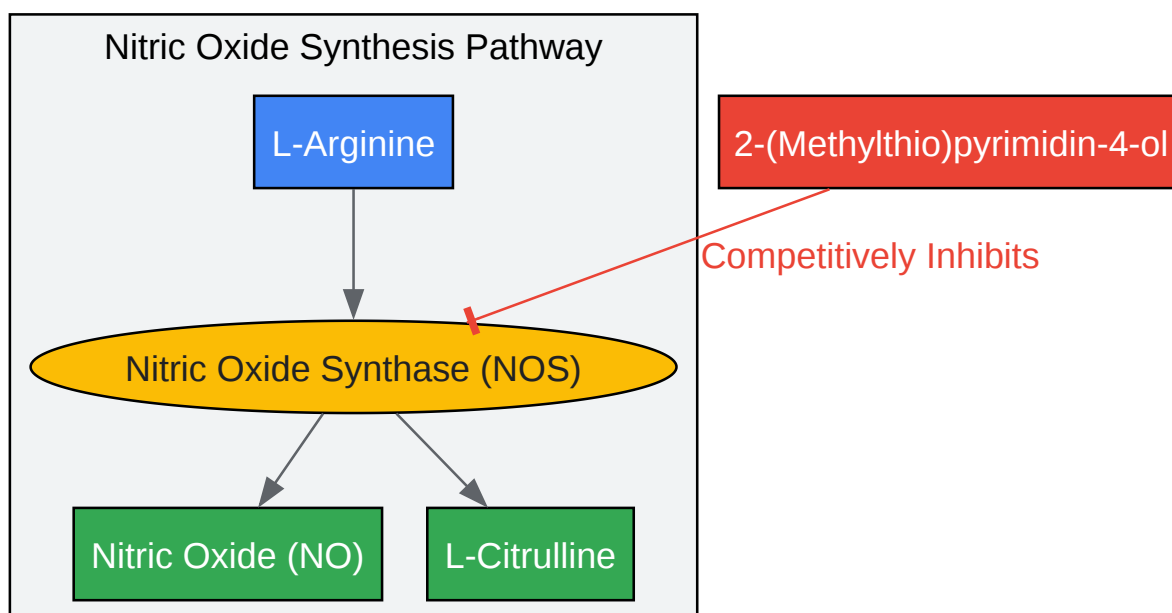 Nitric Oxide Synthesis Pathway
L-Arginine
2-(Methylthio)pyrimidin-4-ol
Competitively Inhibits
Nitric Oxide Synthase (NOS)
Nitric Oxide (NO)
L-Citrulline